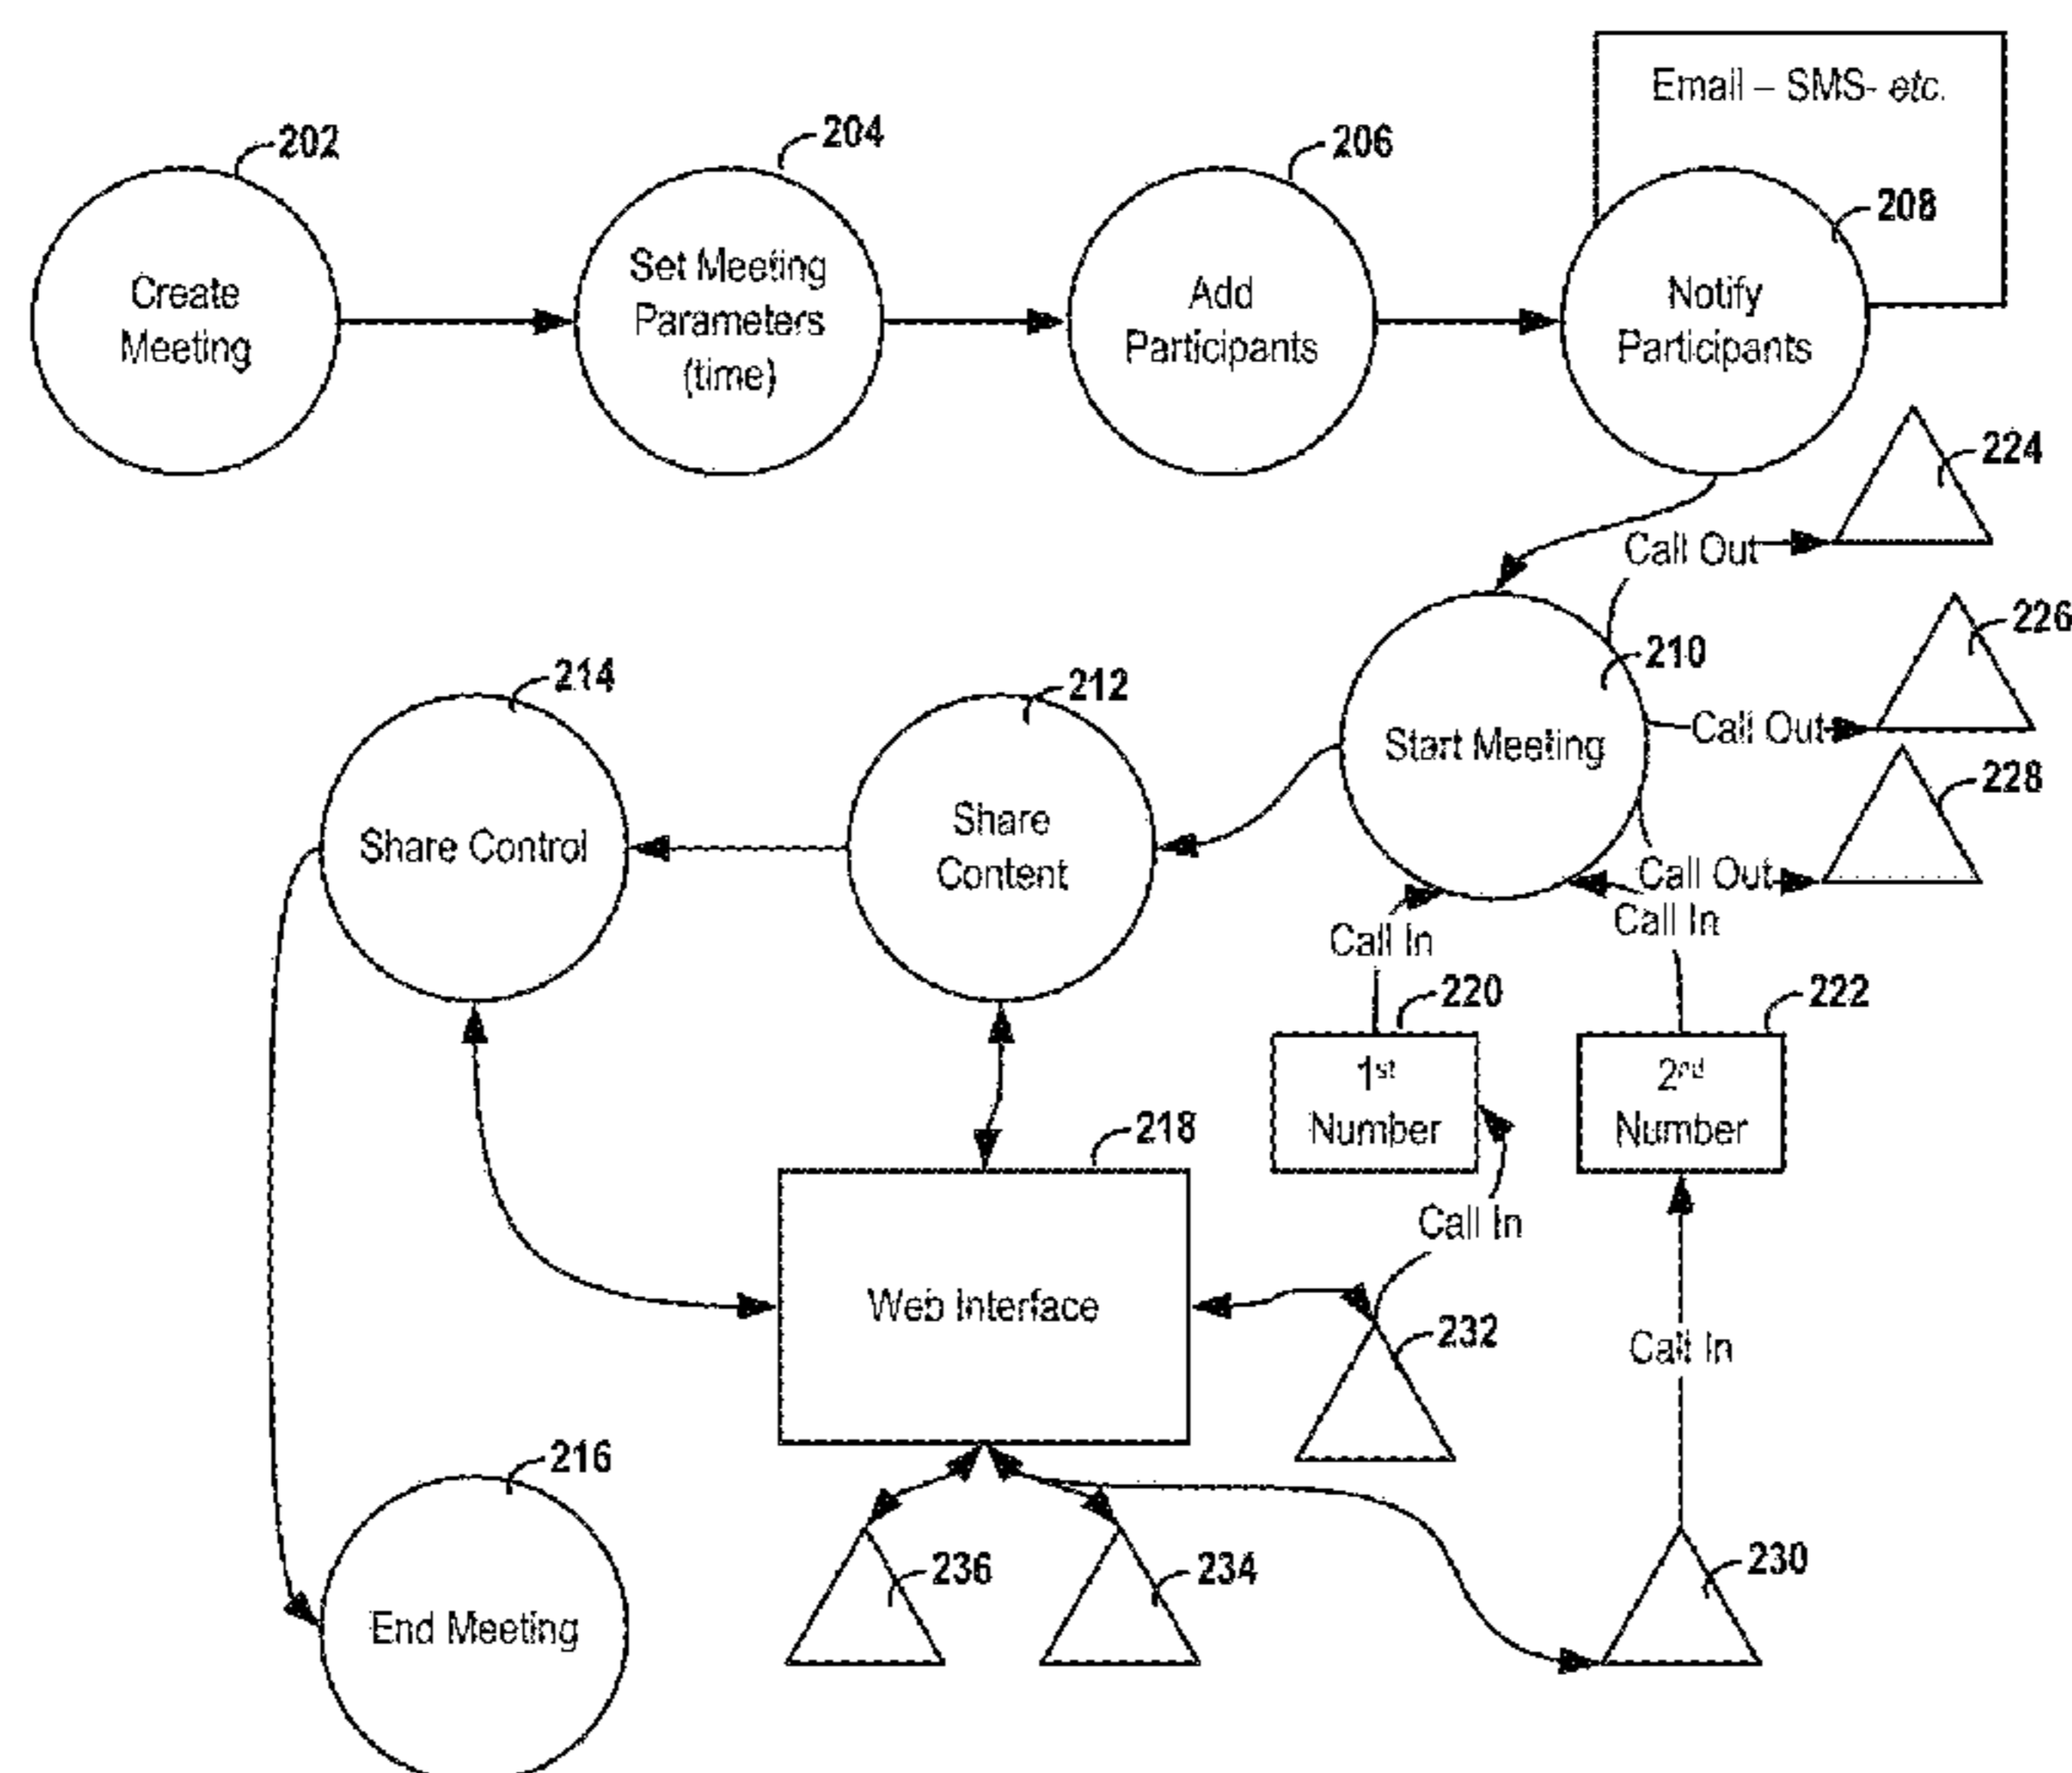 Email – SMS- etc.
202
204
206
208
Create
Meeting
Set Meeting
Parameters
(time)
Add
Participants
Notify
Participants
224
Call Out
226
210
214
212
Start Meeting
Call Out
228
Share Control
Share
Content
Call Out
Call In
Call In
220
222
1st
Number
2nd
Number
218
Call In
Web Interface
232
Call In
216
236
234
230
End Meeting